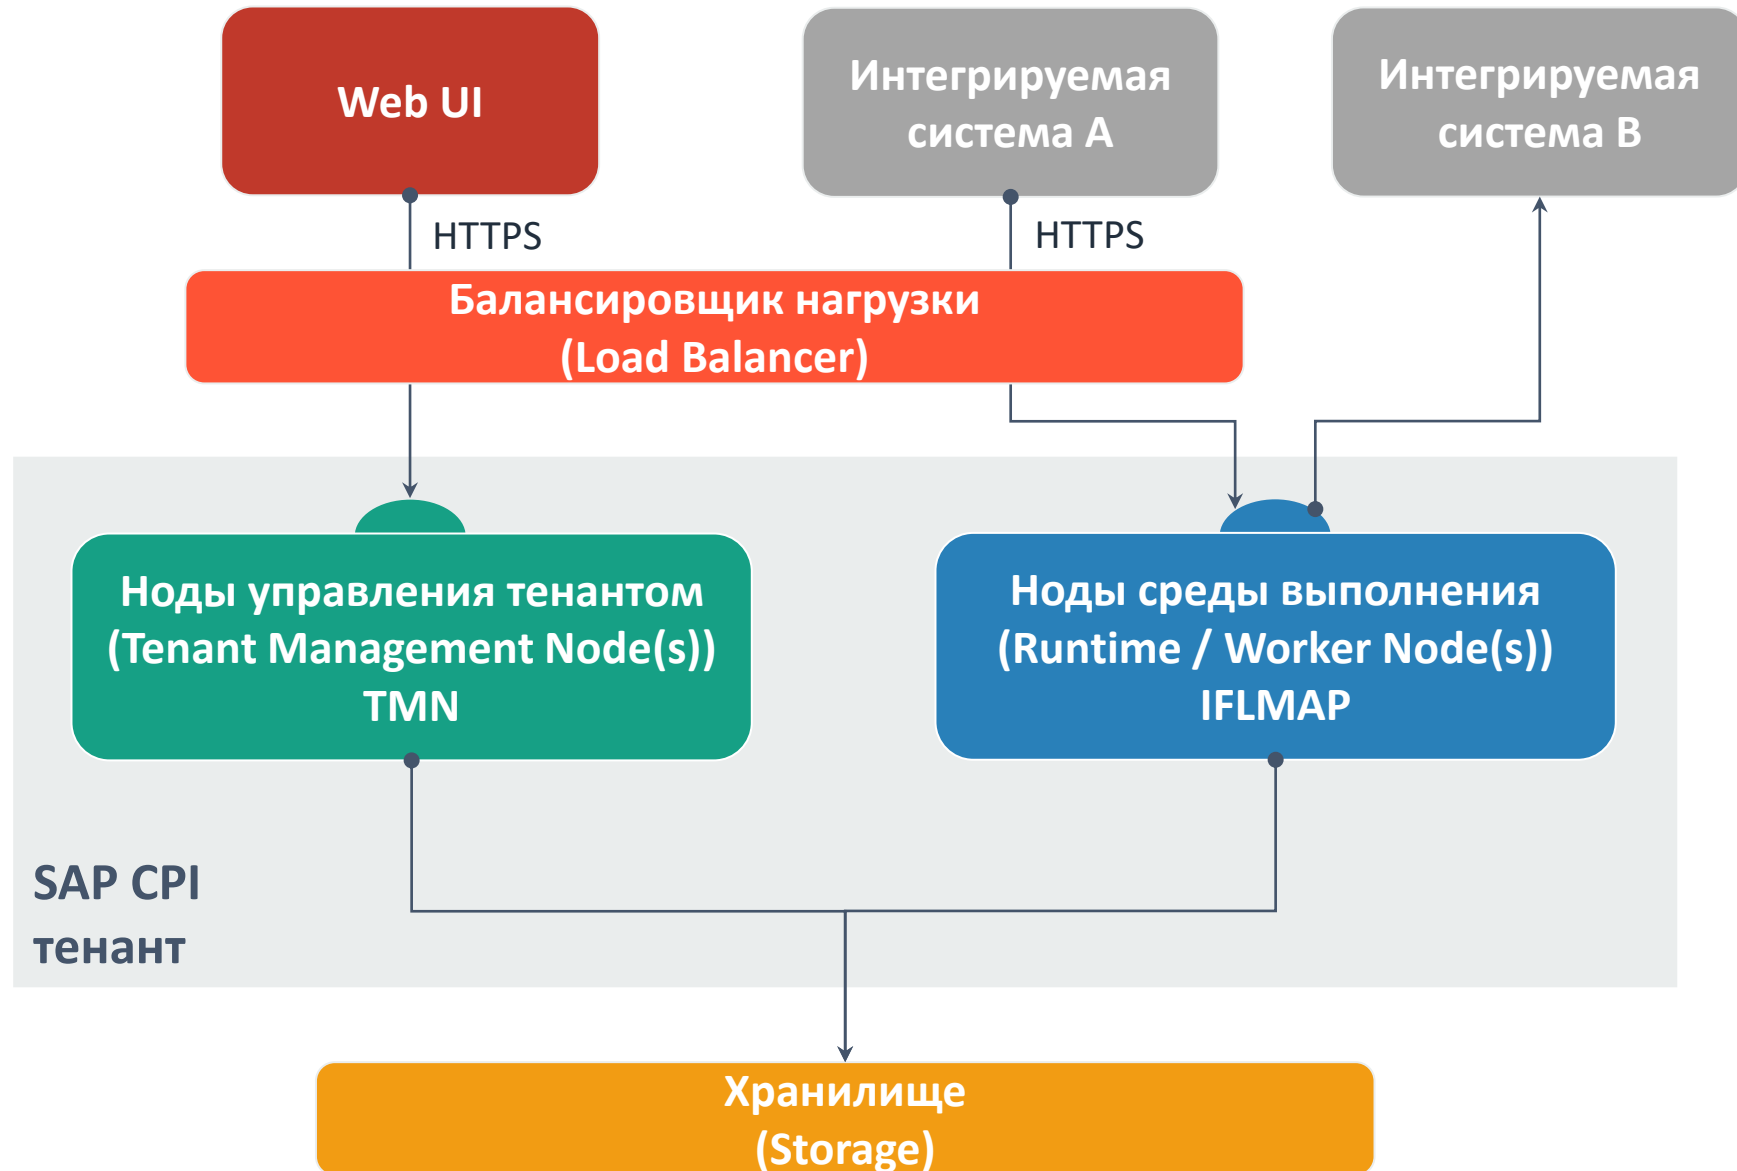 Web UI
Интегрируемая
система A
Интегрируемая
система B
HTTPS
HTTPS
Балансировщик нагрузки
(Load Balancer)
Ноды управления тенантом
(Tenant Management Node(s))
TMN
Ноды среды выполнения
(Runtime / Worker Node(s))
IFLMAP
SAP CPI
тенант
Хранилище
(Storage)